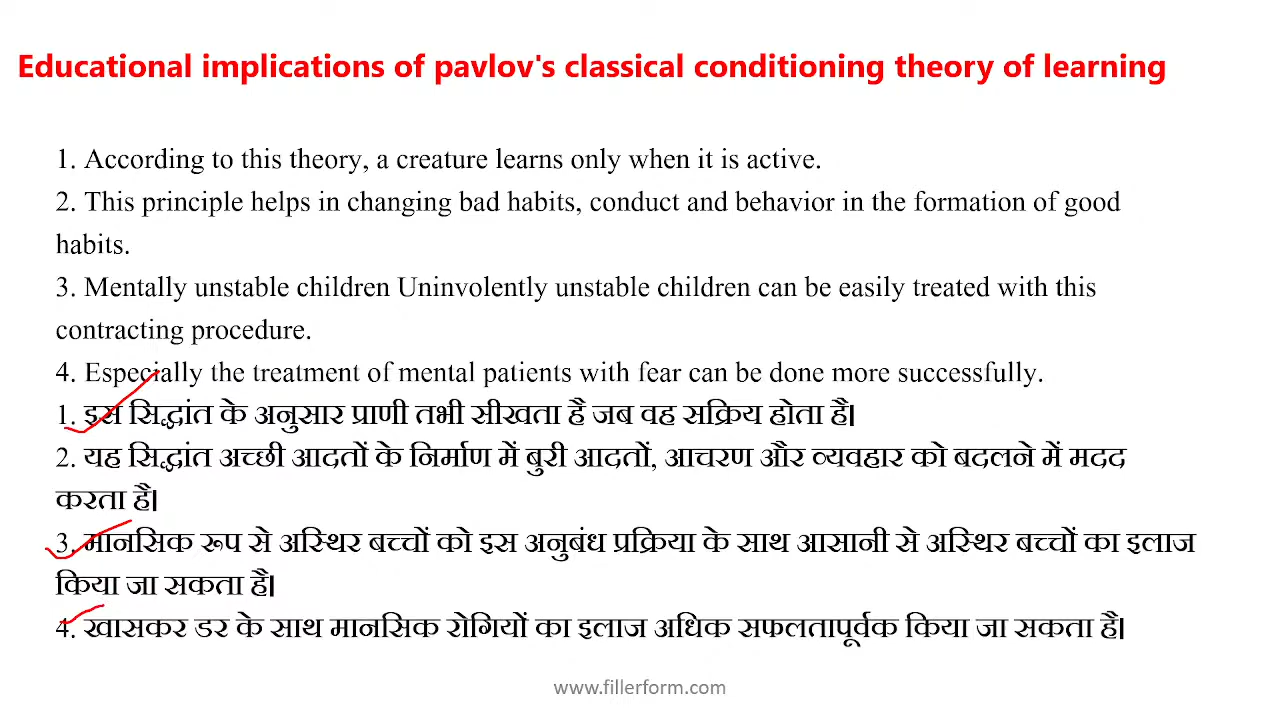 Educational implications of pavlov's classical conditioning theory of learning
1. According to this theory, a creature learns only when it is active.
2. This principle helps in changing bad habits, conduct and behavior in the formation of good
habits.
3. Mentally unstable children Uninvolently unstable children can be easily treated with this
contracting procedure.
4. Especially the treatment of mental patients with fear can be done more successfully.
1. इस सिद्धांत के अनुसार प्राणी तभी सीखता है जब वह सक्रिय होता है।
2. यह सिद्धांत अच्छी आदतों के निर्माण में बुरी आदतों, आचरण और व्यवहार को बदलने में मदद
करता है।
3. मानसिक रूप से अस्थिर बच्चों को इस अनुबंध प्रक्रिया के साथ आसानी से अस्थिर बच्चों का इलाज
किया जा सकता है।
4. खासकर डर के साथ मानसिक रोगियों का इलाज अधिक सफलतापूर्वक किया जा सकता है।
www.fillerform.com